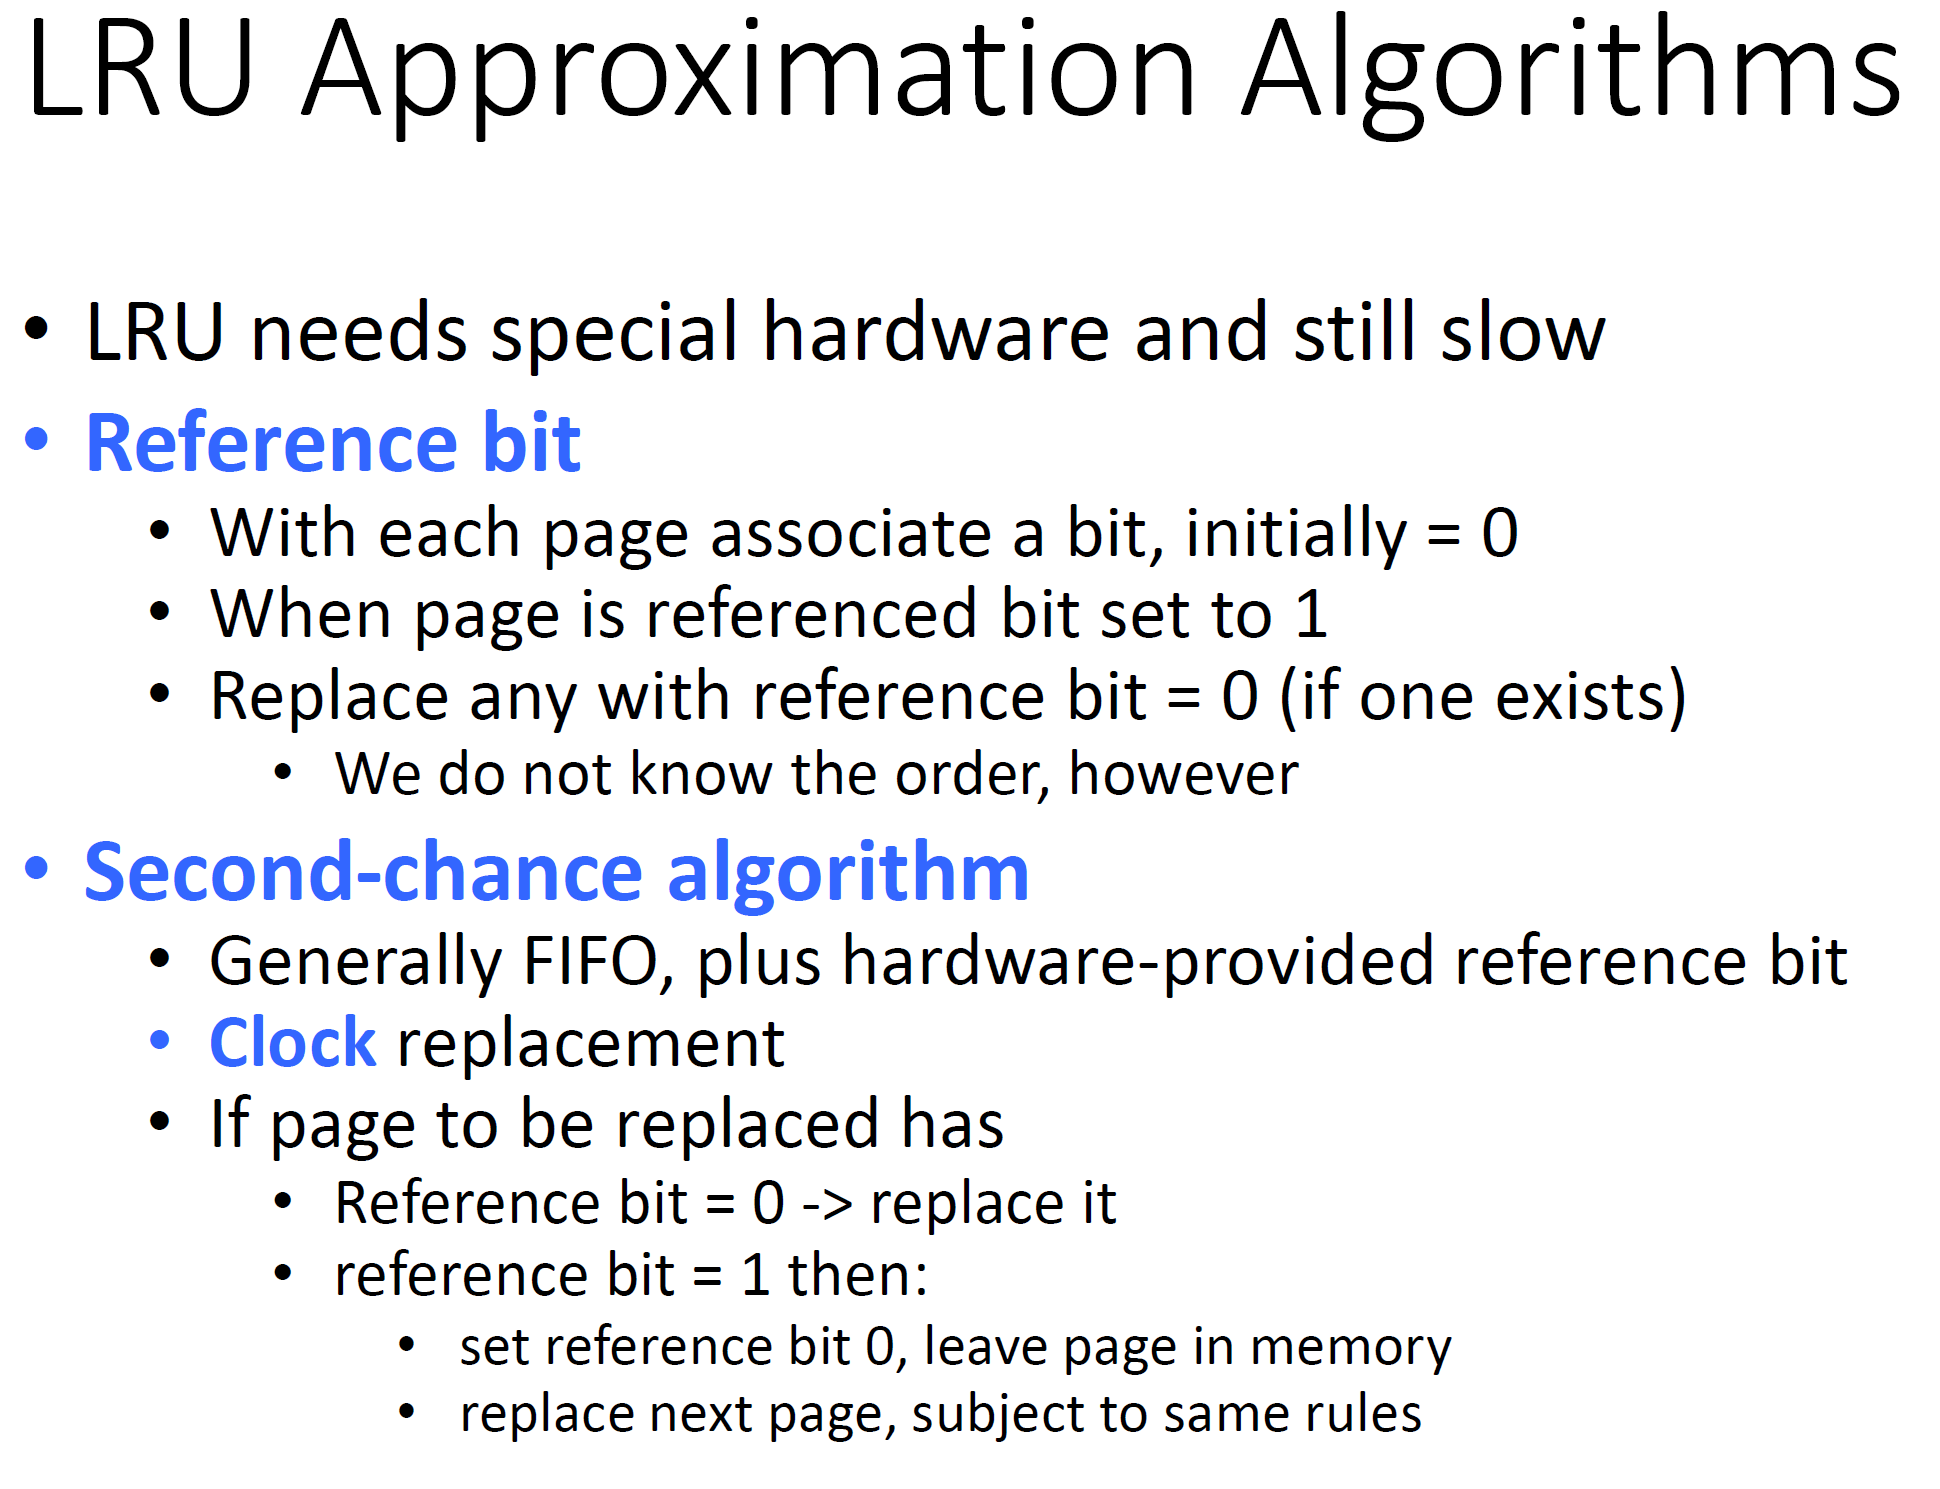 LRU Approximation Algorithms
• LRU needs special hardware and still slow
• Reference bit
• With each page associate a bit, initially = 0
• When page is referenced bit set to 1
• Replace any with reference bit = 0 (if one exists)
• We do not know the order, however
• Second-chance algorithm
• Generally FIFO, plus hardware-provided reference bit
• Clock replacement
• If page to be replaced has
• Reference bit = 0 -> replace it
• reference bit = 1 then:
• set reference bit 0, leave page in memory
• replace next page, subject to same rules